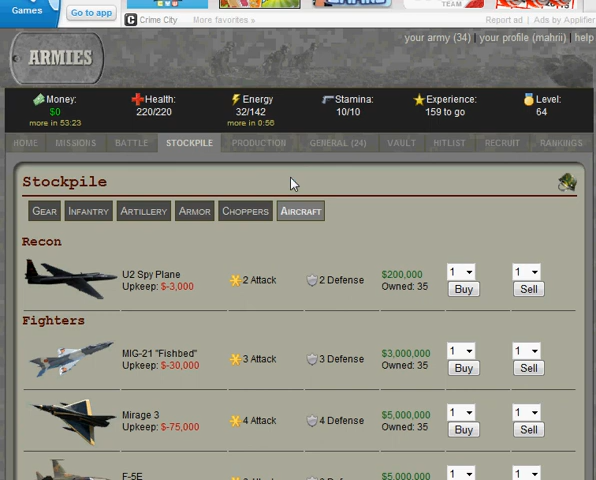 TEAM
Games
Go to app
Crime City
More favorites »
Report ad | Ads by Applifier
ARMIES
your army (34) | your profile (mahrii) | help
Money: Health: Energy Stamina: Experience: Level:
$0 220/220 32/142 10/10 159 to go 64
more in 53:23 more in 0:56
HOME MISSIONS BATTLE STOCKPILE PRODUCTION GENERAL (24) VAULT HITLIST RECRUIT RANKINGS
Stockpile
GEAR INFANTRY ARTILLERY ARMOR CHOPPERS AIRCRAFT
Recon
U2 Spy Plane 2 Attack 2 Defense $200,000 1 1
Upkeep: $-3,000 Owned: 35 Buy Sell
Fighters
MIG-21 "Fishbed" 3 Attack 3 Defense $3,000,000 1 1
Upkeep: $-30,000 Owned: 35 Buy Sell
Mirage 3 4 Attack 4 Defense $5,000,000 1 1
Upkeep: $-75,000 Owned: 35 Buy Sell
F-5E $5,000,000 1 1